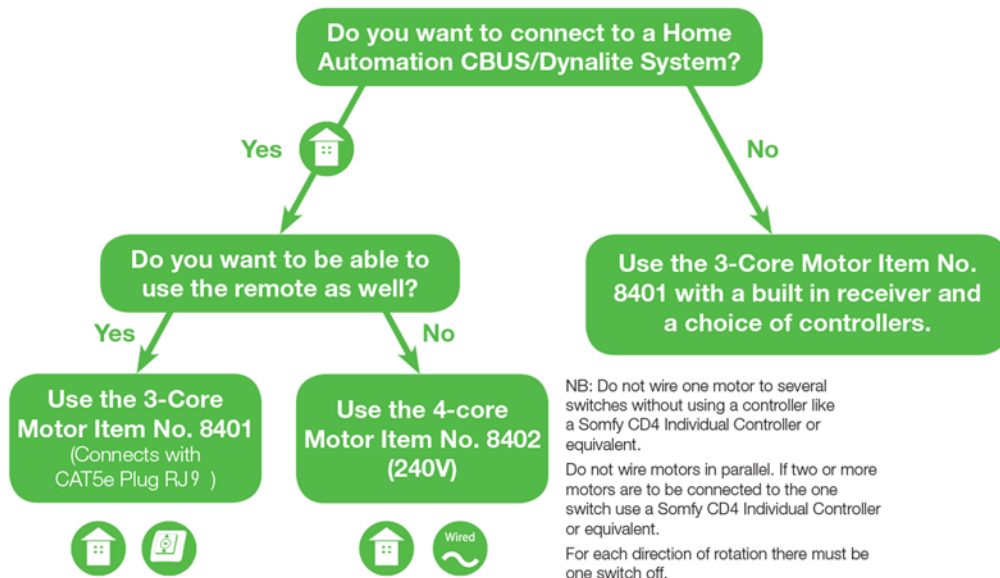 Do you want to connect to a Home
Automation CBUS/Dynalite System?
Yes
No
Do you want to be able to
use the remote as well?
Use the 3-Core Motor Item No.
8401 with a built in receiver and
a choice of controllers.
Yes
No
Use the 3-Core
Motor Item No. 8401
(Connects with
CAT5e Plug RJ9 )
Use the 4-core
Motor Item No. 8402
(240V)
NB: Do not wire one motor to several
switches without using a controller like
a Somfy CD4 Individual Controller or
equivalent.
Do not wire motors in parallel. If two or more
motors are to be connected to the one
switch use a Somfy CD4 Individual Controller
or equivalent.
For each direction of rotation there must be
one switch off.
Wired